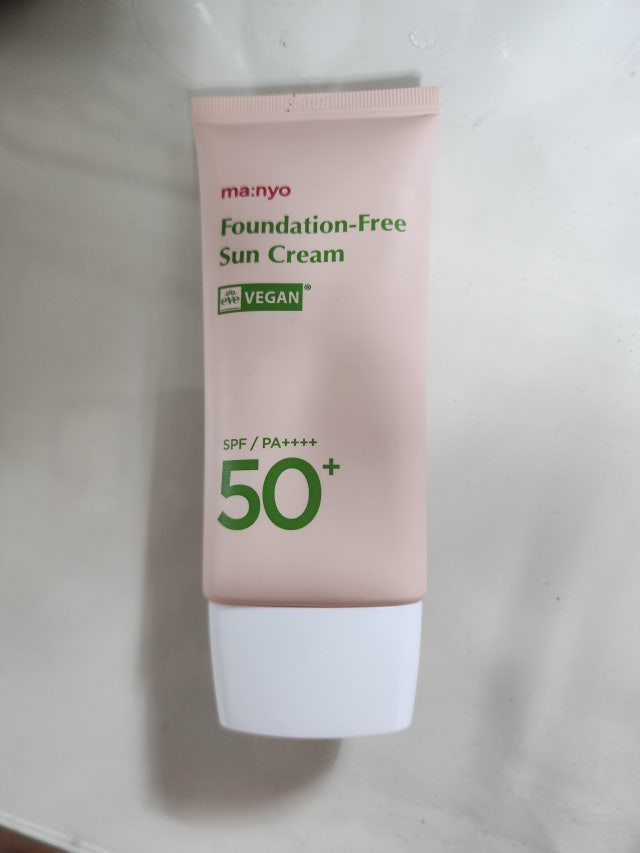 ma:nyo
Foundation-Free
Sun Cream
eve VEGAN®
SPF / PA++++
50+